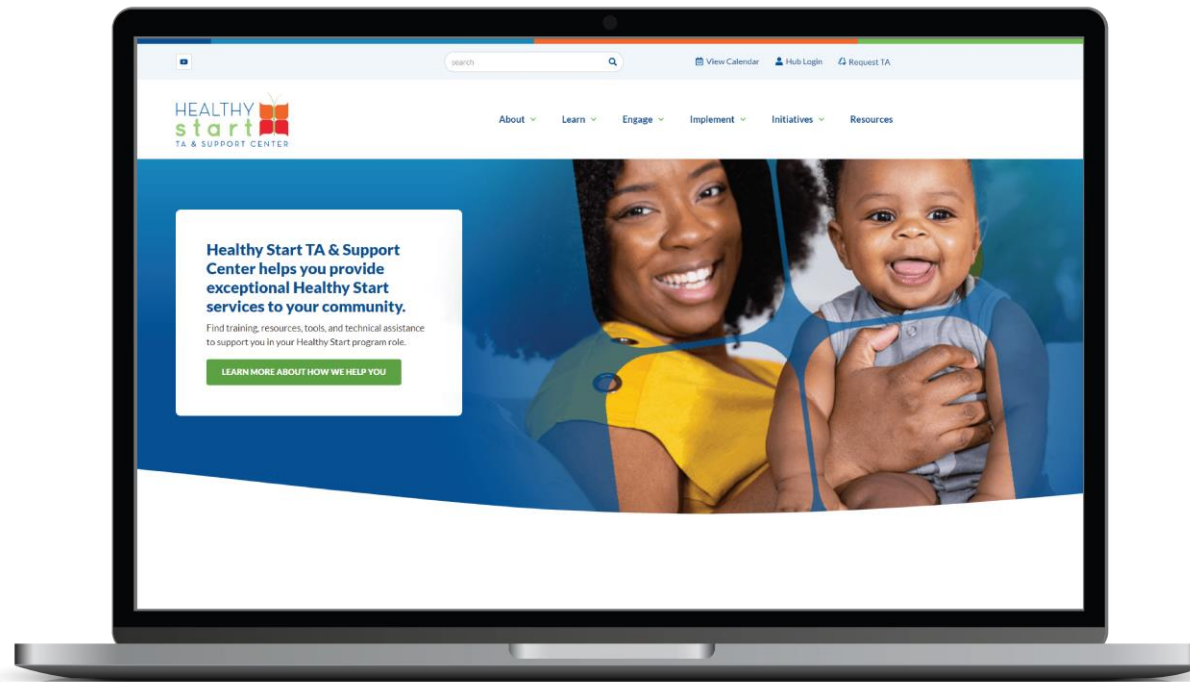 search
View Calendar
Hub Login
Request TA
HEALTHY
start
TA & SUPPORT CENTER
About
Learn
Engage
Implement
Initiatives
Resources
Healthy Start TA & Support
Center helps you provide
exceptional Healthy Start
services to your community.
Find training, resources, tools, and technical assistance
to support you in your Healthy Start program role.
LEARN MORE ABOUT HOW WE HELP YOU